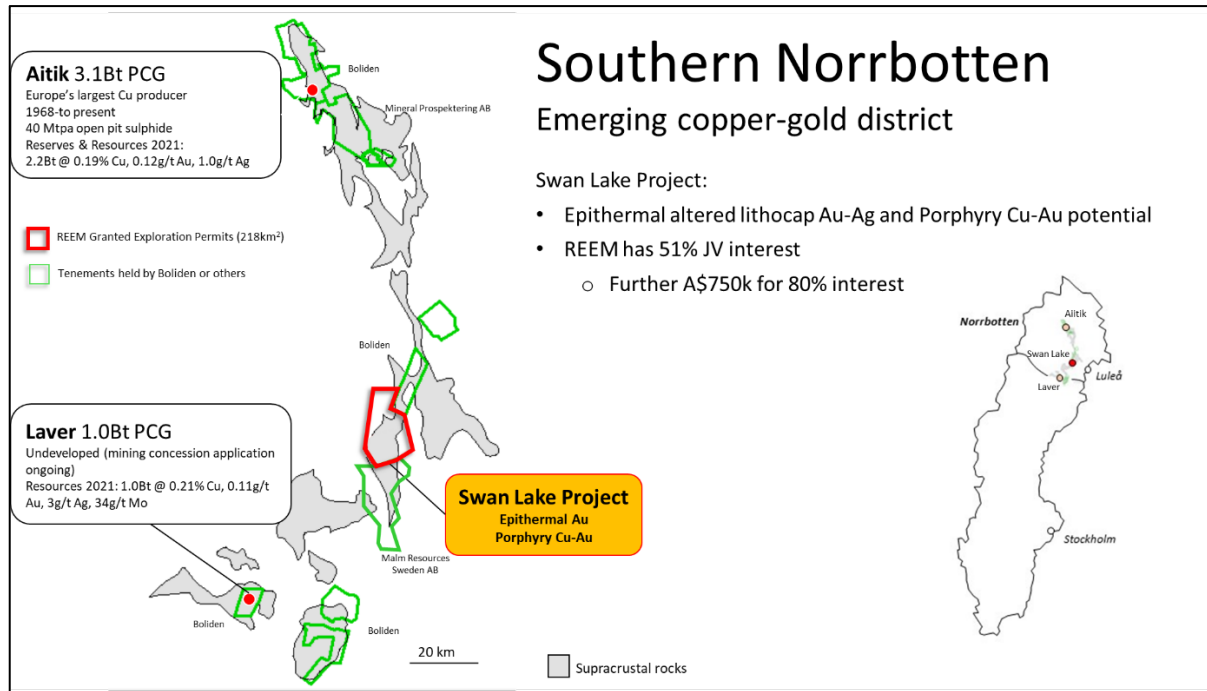 Southern Norrbotten
Emerging copper-gold district
Swan Lake Project:
• Epithermal altered lithocap Au-Ag and Porphyry Cu-Au potential
• REEM has 51% JV interest
o Further A$750k for 80% interest
Aitik 3.1Bt PCG
Europe's largest Cu producer
1968-to present
40 Mtpa open pit sulphide
Reserves & Resources 2021:
2.2Bt @ 0.19% Cu, 0.12g/t Au, 1.0g/t Ag
Boliden
Mineral Prospektering AB
REEM Granted Exploration Permits (218km²)
Tenements held by Boliden or others
Boliden
Laver 1.0Bt PCG
Undeveloped (mining concession application
ongoing)
Resources 2021: 1.0Bt @ 0.21% Cu, 0.11g/t
Au, 3g/t Ag, 34g/t Mo
Swan Lake Project
Epithermal Au
Porphyry Cu-Au
Malm Resources
Sweden AB
Boliden
Boliden
20 km
Supracrustal rocks
Norrbotten
Aiitik
Swan Lake
Luleå
Laver
Stockholm